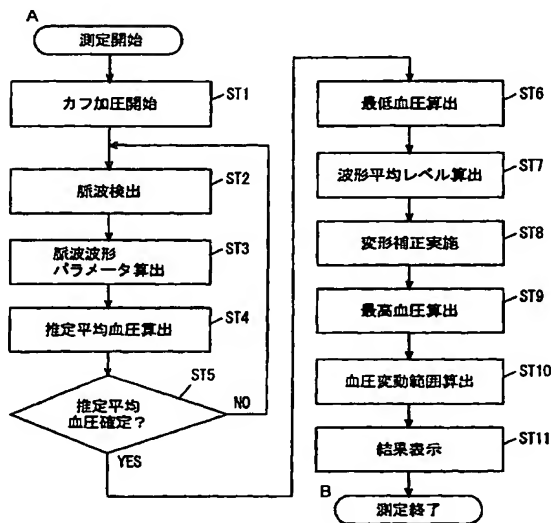 A
測定開始
カフ加圧開始
ST1
脈波検出
ST2
脈波波形
パラメータ算出
ST3
推定平均血圧算出
ST4
推定平均
血圧確定?
ST5
NO
YES
最低血圧算出
ST6
波形平均レベル算出
ST7
変形補正実施
ST8
最高血圧算出
ST9
血圧変動範囲算出
ST10
結果表示
ST11
B
測定終了